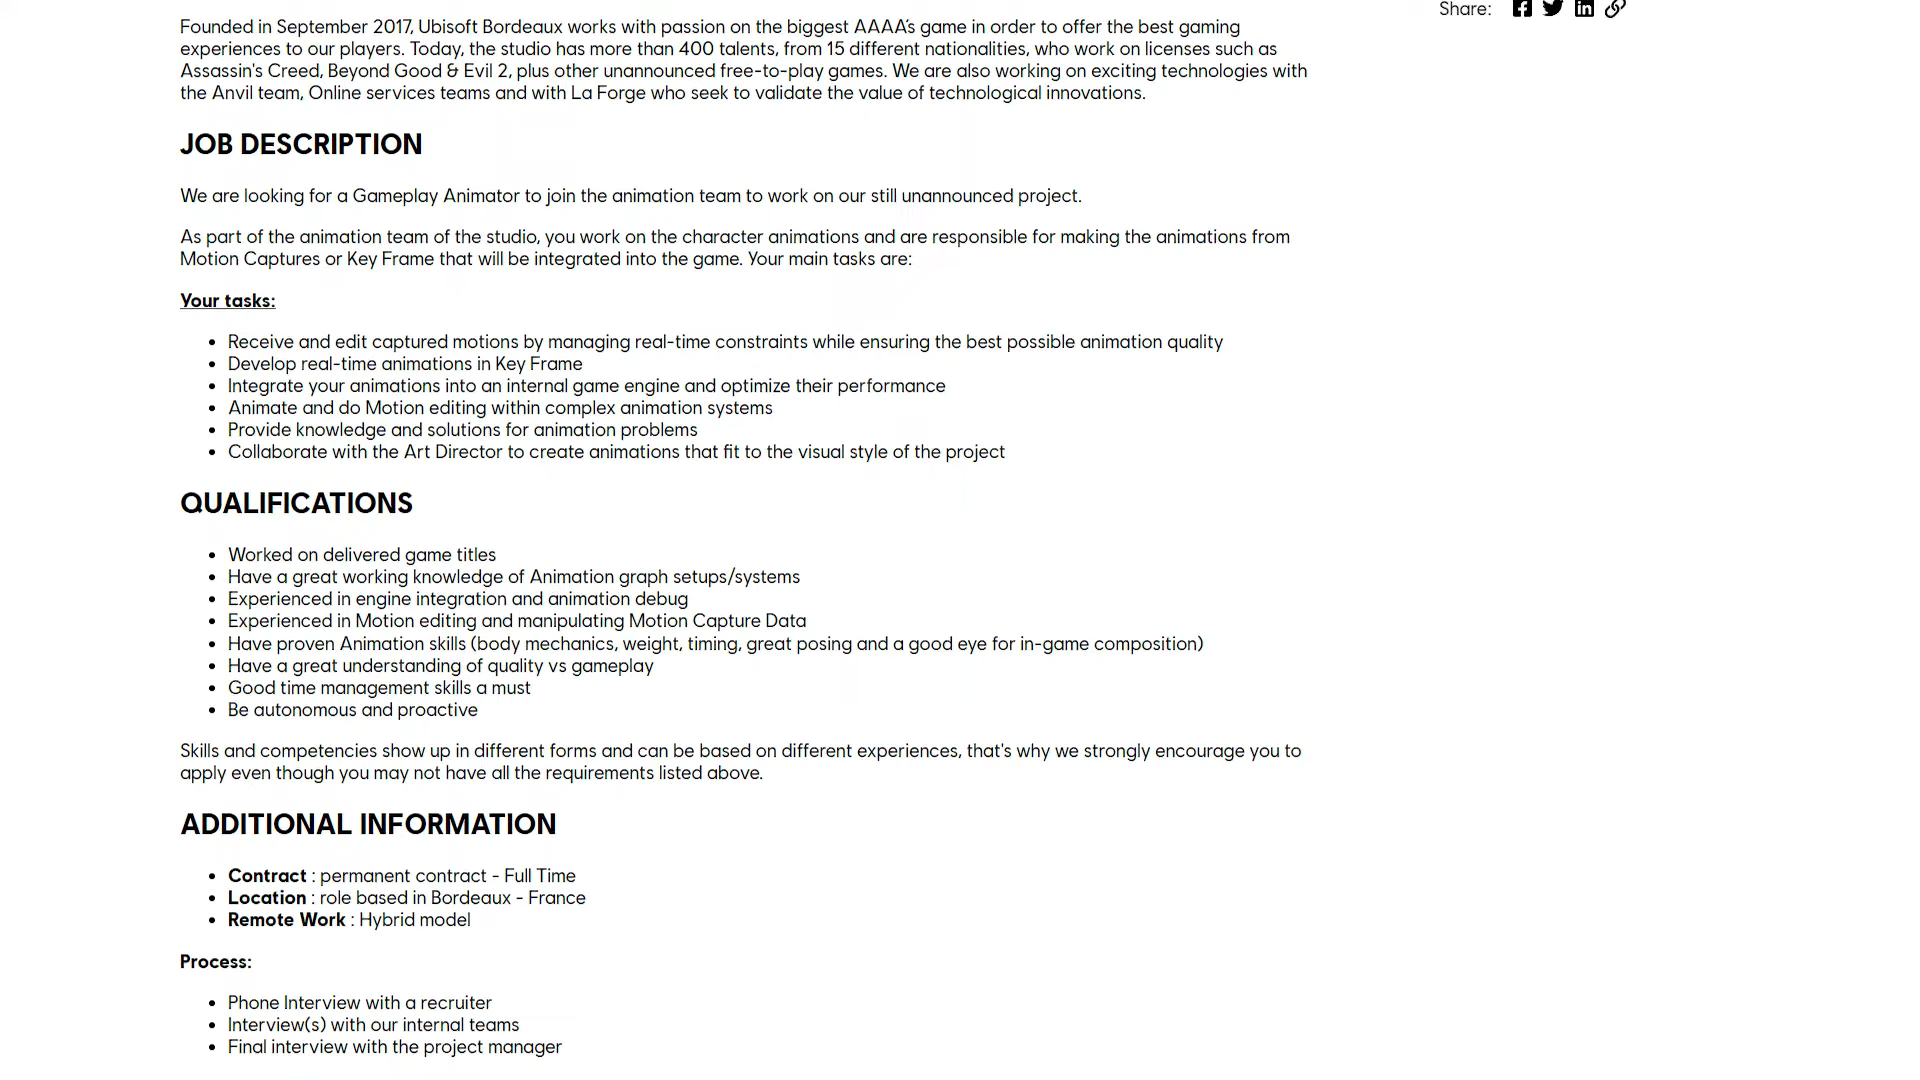 Share:
Founded in September 2017, Ubisoft Bordeaux works with passion on the biggest AAAA's game in order to offer the best gaming
experiences to our players. Today, the studio has more than 400 talents, from 15 different nationalities, who work on licenses such as
Assassin's Creed, Beyond Good & Evil 2, plus other unannounced free-to-play games. We are also working on exciting technologies with
the Anvil team, Online services teams and with La Forge who seek to validate the value of technological innovations.
JOB DESCRIPTION
We are looking for a Gameplay Animator to join the animation team to work on our still unannounced project.
As part of the animation team of the studio, you work on the character animations and are responsible for making the animations from
Motion Captures or Key Frame that will be integrated into the game. Your main tasks are:
Your tasks:
• Receive and edit captured motions by managing real-time constraints while ensuring the best possible animation quality
• Develop real-time animations in Key Frame
• Integrate your animations into an internal game engine and optimize their performance
• Animate and do Motion editing within complex animation systems
• Provide knowledge and solutions for animation problems
• Collaborate with the Art Director to create animations that fit to the visual style of the project
QUALIFICATIONS
• Worked on delivered game titles
• Have a great working knowledge of Animation graph setups/systems
• Experienced in engine integration and animation debug
• Experienced in Motion editing and manipulating Motion Capture Data
• Have proven Animation skills (body mechanics, weight, timing, great posing and a good eye for in-game composition)
• Have a great understanding of quality vs gameplay
• Good time management skills a must
• Be autonomous and proactive
Skills and competencies show up in different forms and can be based on different experiences, that's why we strongly encourage you to
apply even though you may not have all the requirements listed above.
ADDITIONAL INFORMATION
• Contract : permanent contract - Full Time
• Location : role based in Bordeaux - France
• Remote Work : Hybrid model
Process:
• Phone Interview with a recruiter
• Interview(s) with our internal teams
• Final interview with the project manager